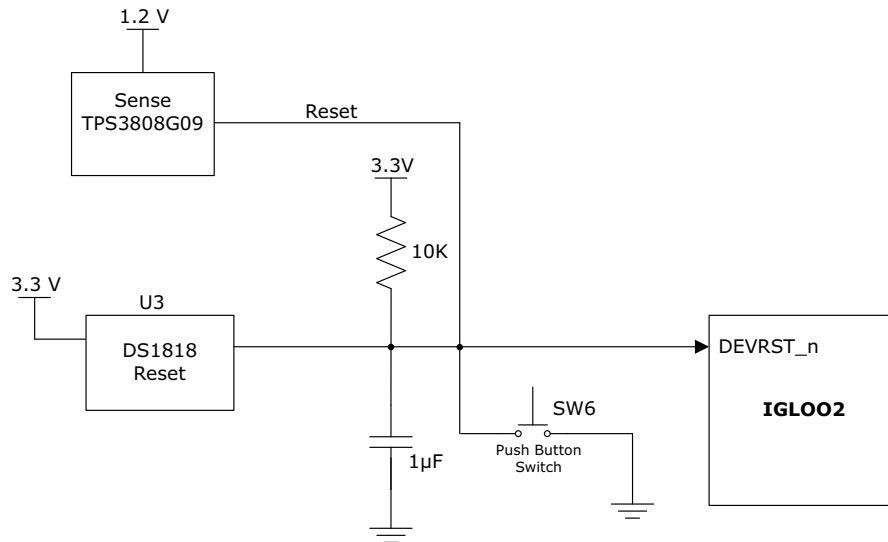 1.2 V
Sense
TPS3808G09
Reset
3.3V
10K
3.3 V
U3
DS1818
Reset
DEVRST_n
IGLOO2
SW6
Push Button
Switch
1µF